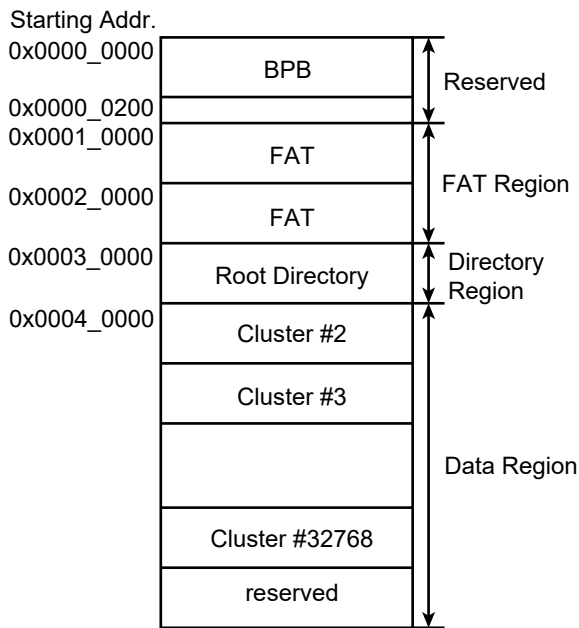 Starting Addr.
0x0000_0000
BPB
Reserved
0x0000_0200
0x0001_0000
FAT
FAT Region
0x0002_0000
FAT
0x0003_0000
Root Directory
Directory
Region
0x0004_0000
Cluster #2
Cluster #3
Data Region
Cluster #32768
reserved